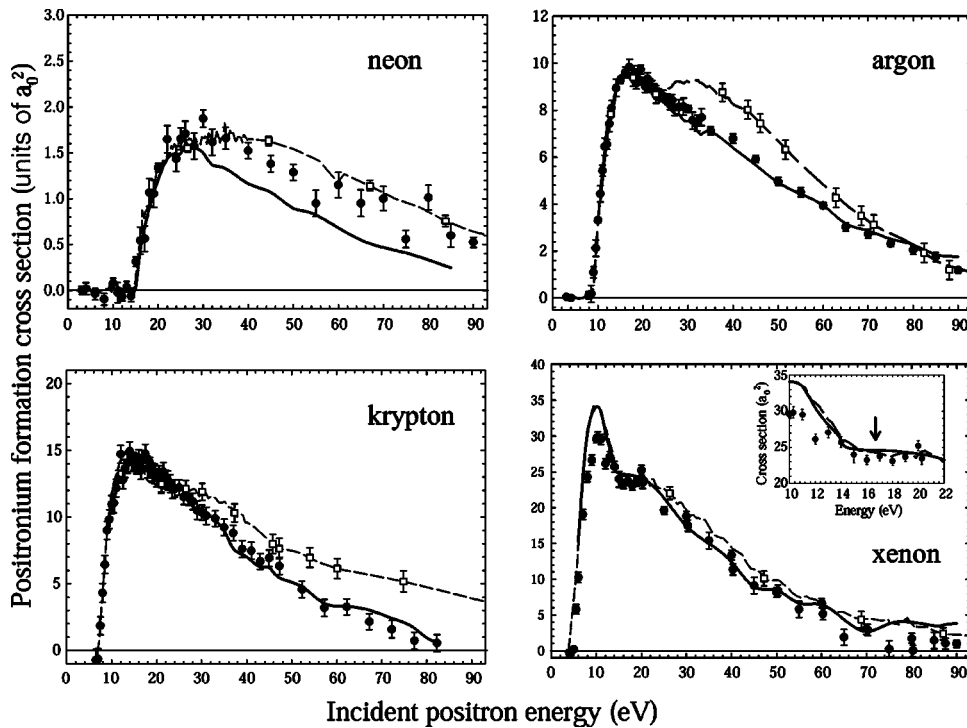 Positronium formation cross section (units of a₀²)
3.0
2.5
2.0
1.5
1.0
0.5
0.0
neon
0 10 20 30 40 50 60 70 80 90
12
10
8
6
4
2
0
argon
0 10 20 30 40 50 60 70 80 90
20
15
10
5
0
krypton
0 10 20 30 40 50 60 70 80 90
40
35
30
25
20
15
10
5
0
xenon
0 10 20 30 40 50 60 70 80 90
Cross section (a₀²)
35
30
25
20
10 12 14 16 18 20 22
Energy (eV)
Incident positron energy (eV)